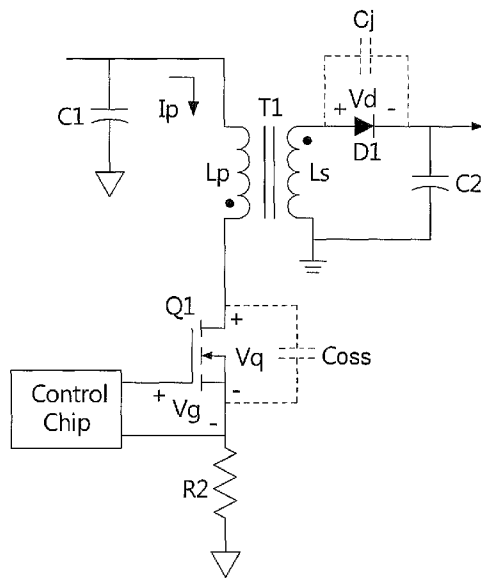 Cj
C1
Ip
T1
+ Vd -
D1
Lp
Ls
C2
Q1
+
Vq
Coss
-
Control
Chip
+
Vg
-
R2